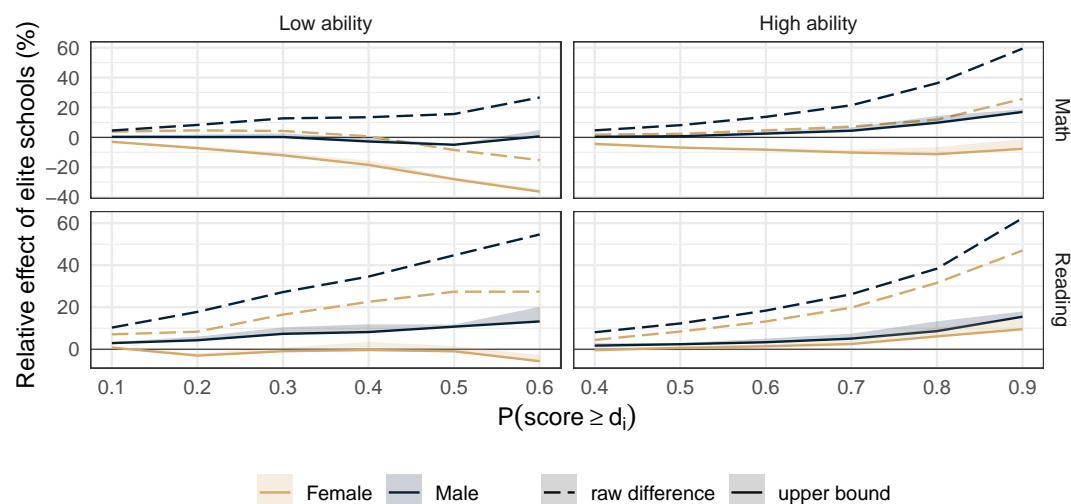 Low ability High ability
Relative effect of elite schools (%)
60
40
20
0
−20
−40
Math
60
40
20
0
Reading
0.1 0.2 0.3 0.4 0.5 0.6 0.4 0.5 0.6 0.7 0.8 0.9
P(score ≥ dᵢ)
Female Male raw difference upper bound